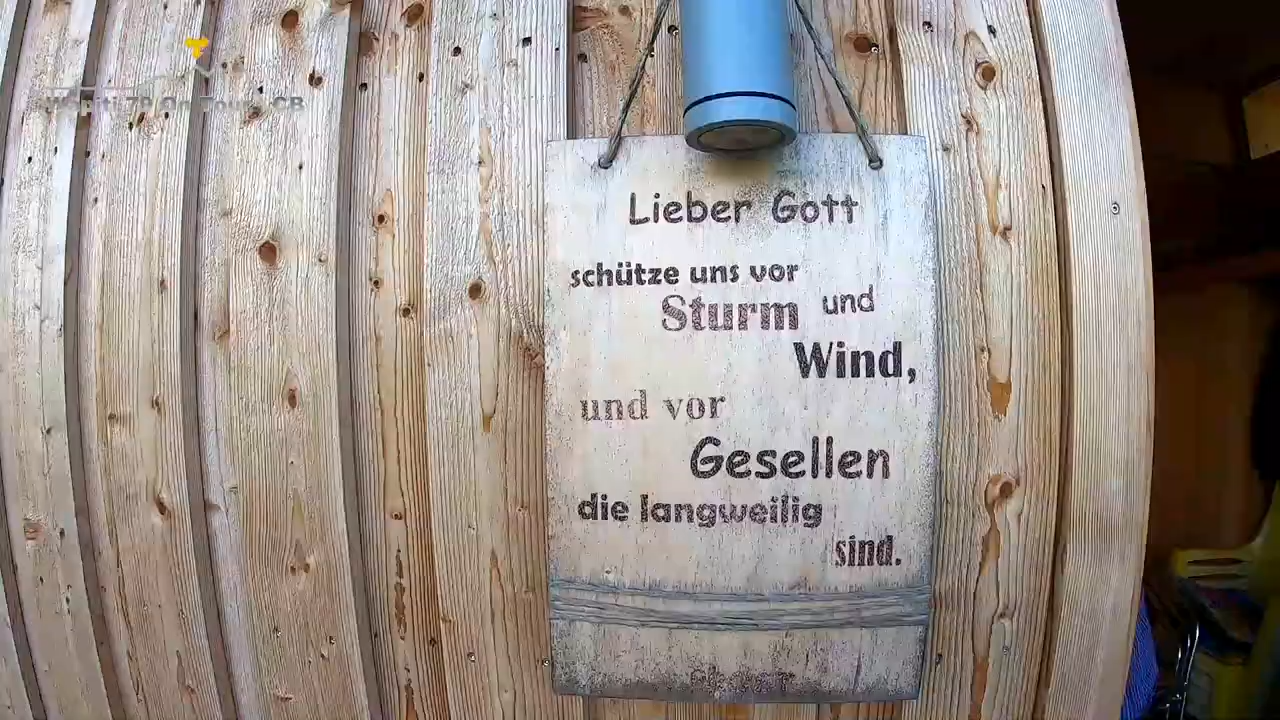 Lieber Gott
schütze uns vor
Sturm und
Wind,
und vor
Gesellen
die langweilig
sind.